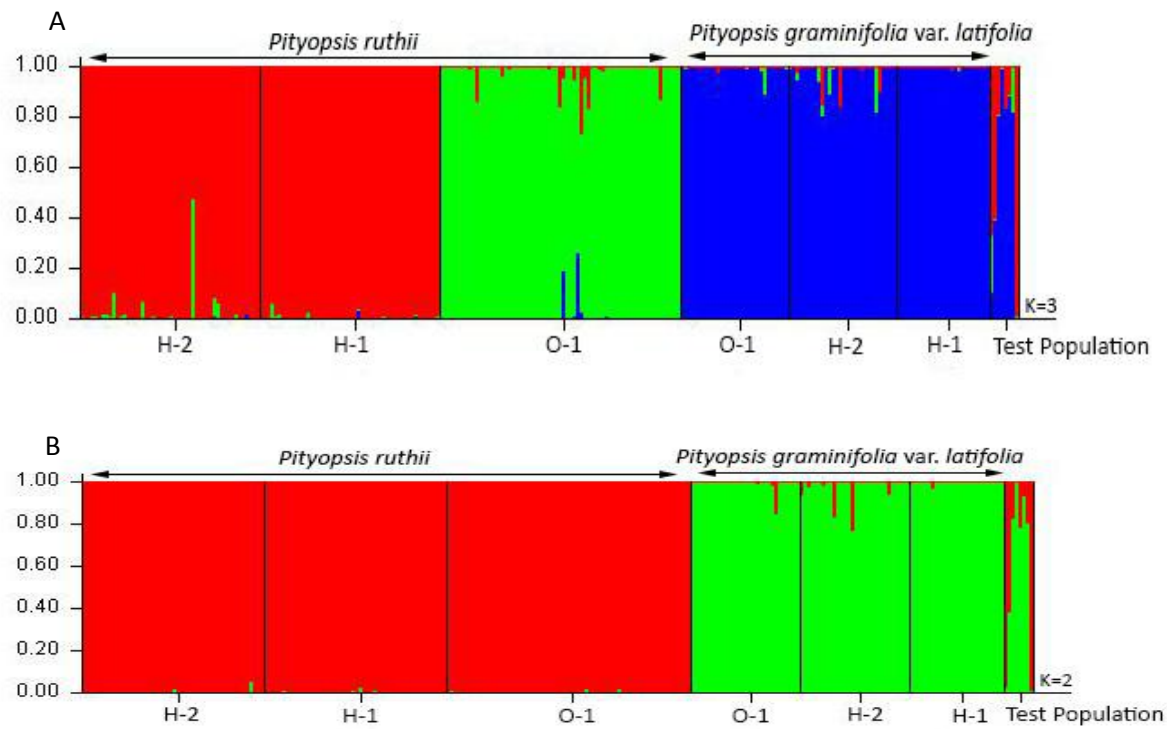 A
Pityopsis ruthii
Pityopsis graminifolia var. latifolia
1.00
0.80
0.60
0.40
0.20
0.00
K=3
H-2 H-1 O-1 O-1 H-2 H-1 Test Population
B
Pityopsis ruthii
Pityopsis graminifolia var. latifolia
1.00
0.80
0.60
0.40
0.20
0.00
K=2
H-2 H-1 O-1 O-1 H-2 H-1 Test Population